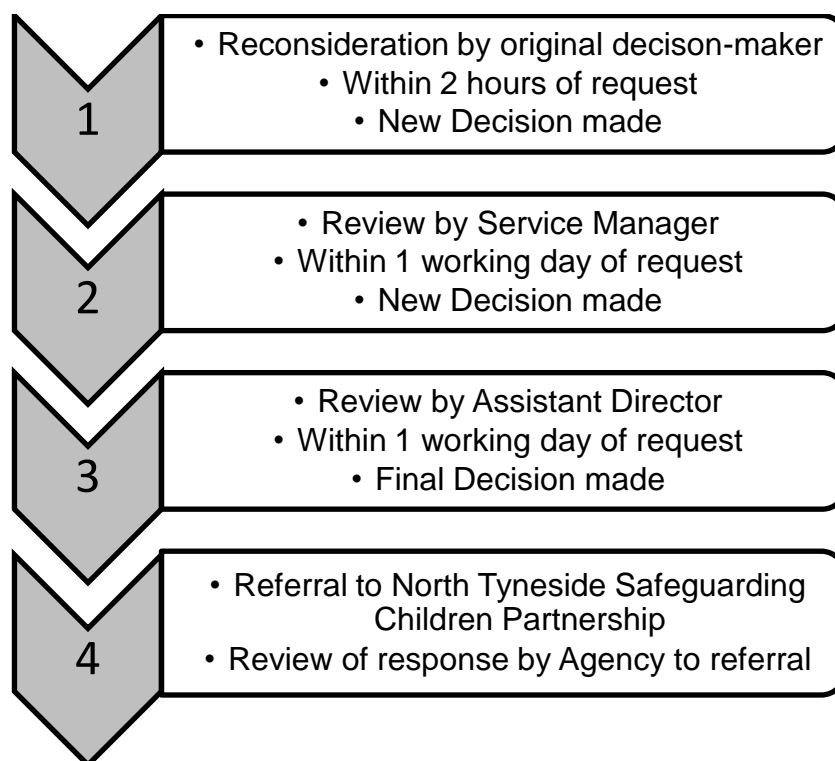 1
• Reconsideration by original decison-maker
• Within 2 hours of request
• New Decision made
2
• Review by Service Manager
• Within 1 working day of request
• New Decision made
3
• Review by Assistant Director
• Within 1 working day of request
• Final Decision made
4
• Referral to North Tyneside Safeguarding
Children Partnership
• Review of response by Agency to referral